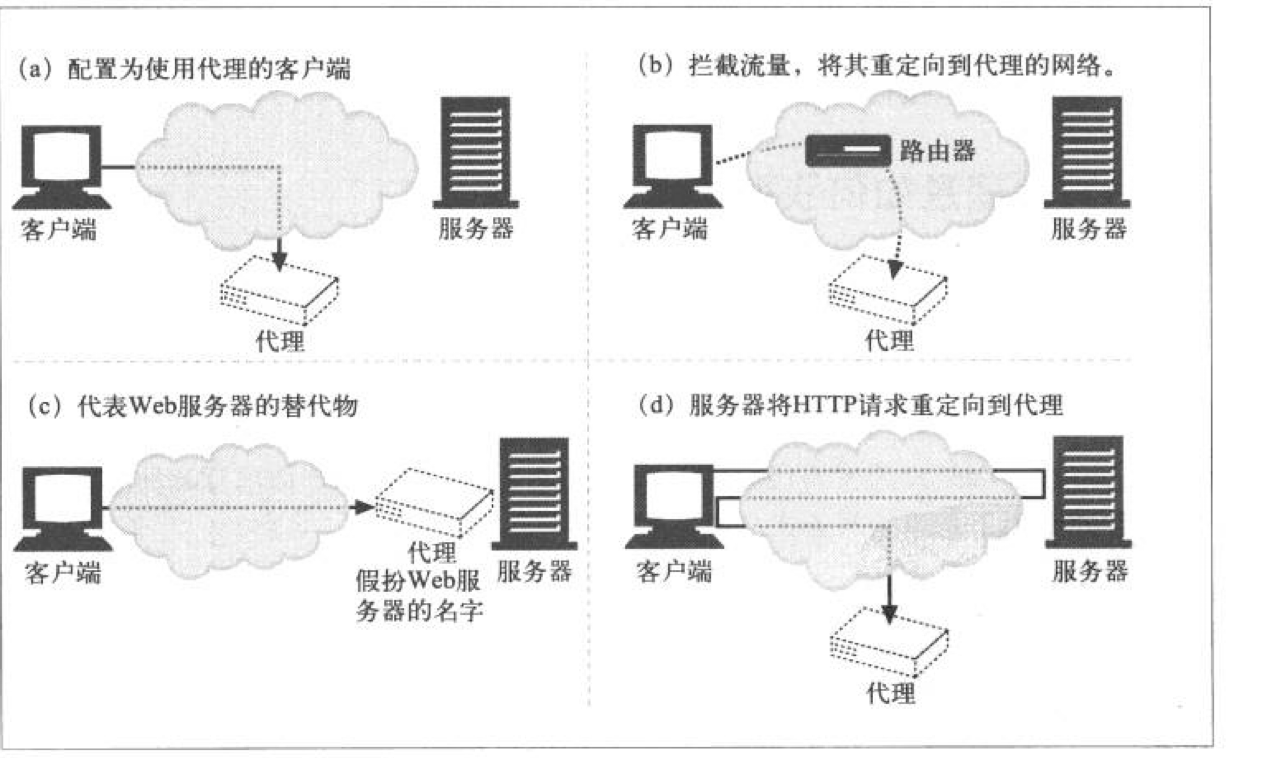 (a) 配置为使用代理的客户端
客户端
服务器
代理
(b) 拦截流量，将其重定向到代理的网络。
路由器
客户端
服务器
代理
(c) 代表Web服务器的替代物
客户端
代理
假扮Web服
务器的名字
服务器
(d) 服务器将HTTP请求重定向到代理
客户端
服务器
代理